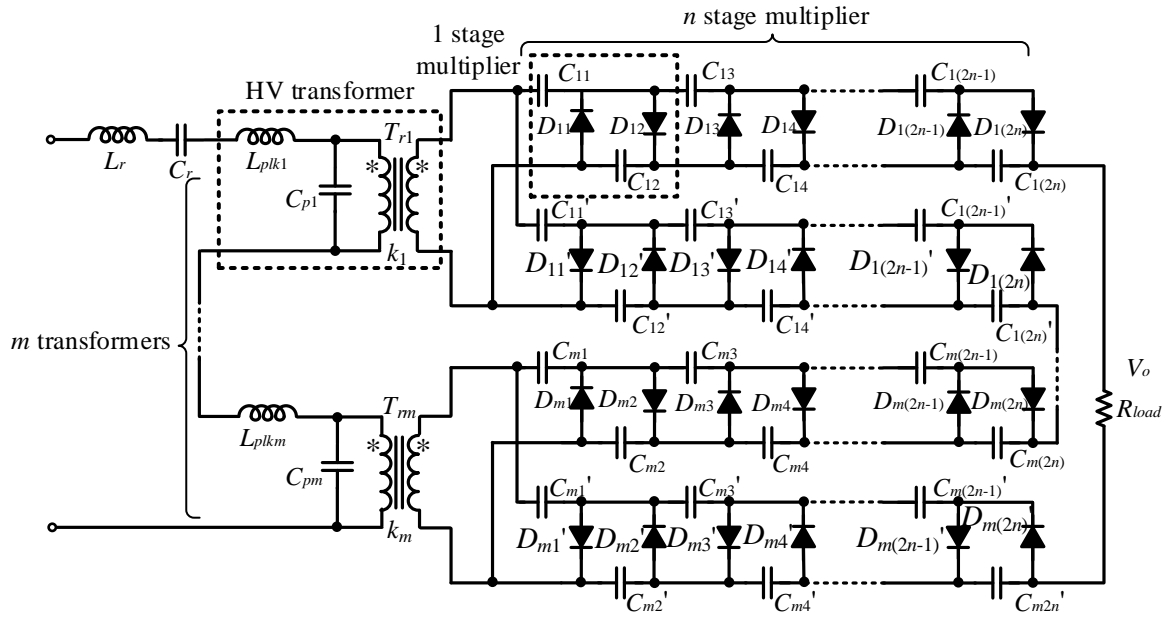 n stage multiplier
1 stage
multiplier
HV transformer
C11 C13 C1(2n-1)
D11 D12 D13 D14 D1(2n-1) D1(2n)
C12 C14 C1(2n)
Lr Cr Lplk1 Cp1 Tr1 * * k1
C11' C13' C1(2n-1)'
D11' D12' D13' D14' D1(2n-1)' D1(2n)'
C12' C14' C1(2n)'
m transformers
Cm1 Cm3 Cm(2n-1)
Dm1 Dm2 Dm3 Dm4 Dm(2n-1) Dm(2n)
Cm2 Cm4 Cm(2n)
Vo
Rload
Lplkm Cpm Trm * * km
Cm1' Cm3' Cm(2n-1)'
Dm1' Dm2' Dm3' Dm4' Dm(2n-1)' Dm(2n)'
Cm2' Cm4' Cm2n'